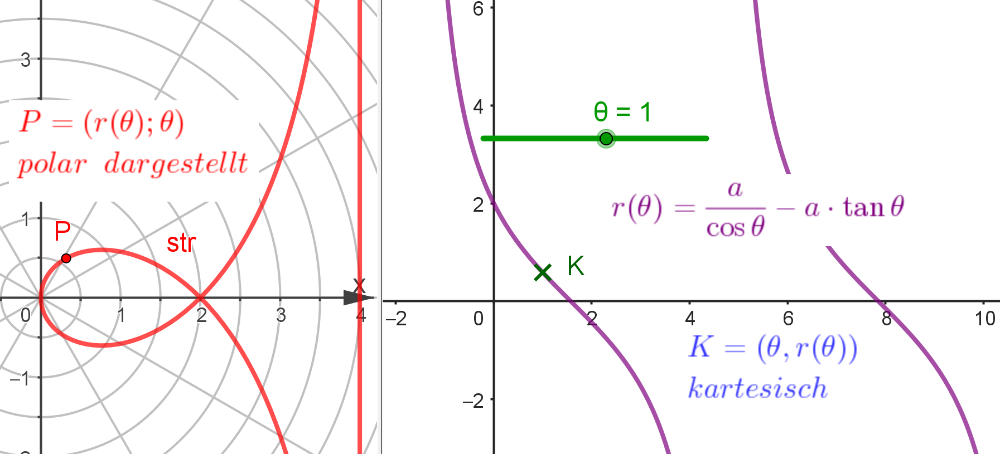 3
P = (r(θ); θ)
polar dargestellt
1
P
str
x
0
1
2
3
4
−1
6
4
θ = 1
2
r(θ) = a/cos θ − a · tan θ
K
−2
0
2
4
6
8
10
K = (θ, r(θ))
kartesisch
−2